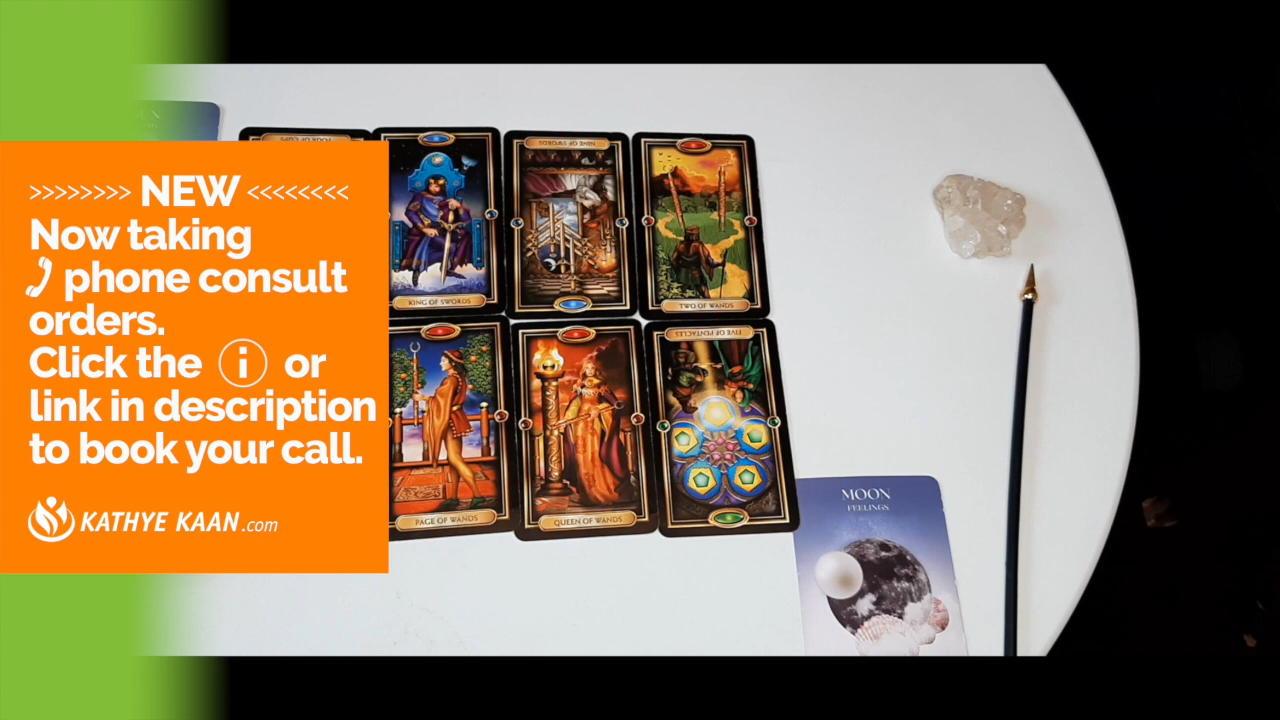 >>>>>>>> NEW <<<<<<<<
Now taking
phone consult
orders.
Click the i or
link in description
to book your call.
KATHYE KAAN.com
FOUR OF CUPS
KING OF SWORDS
NINE OF SWORDS
TWO OF WANDS
PAGE OF WANDS
QUEEN OF WANDS
FIVE OF PENTACLES
MOON
FEELINGS